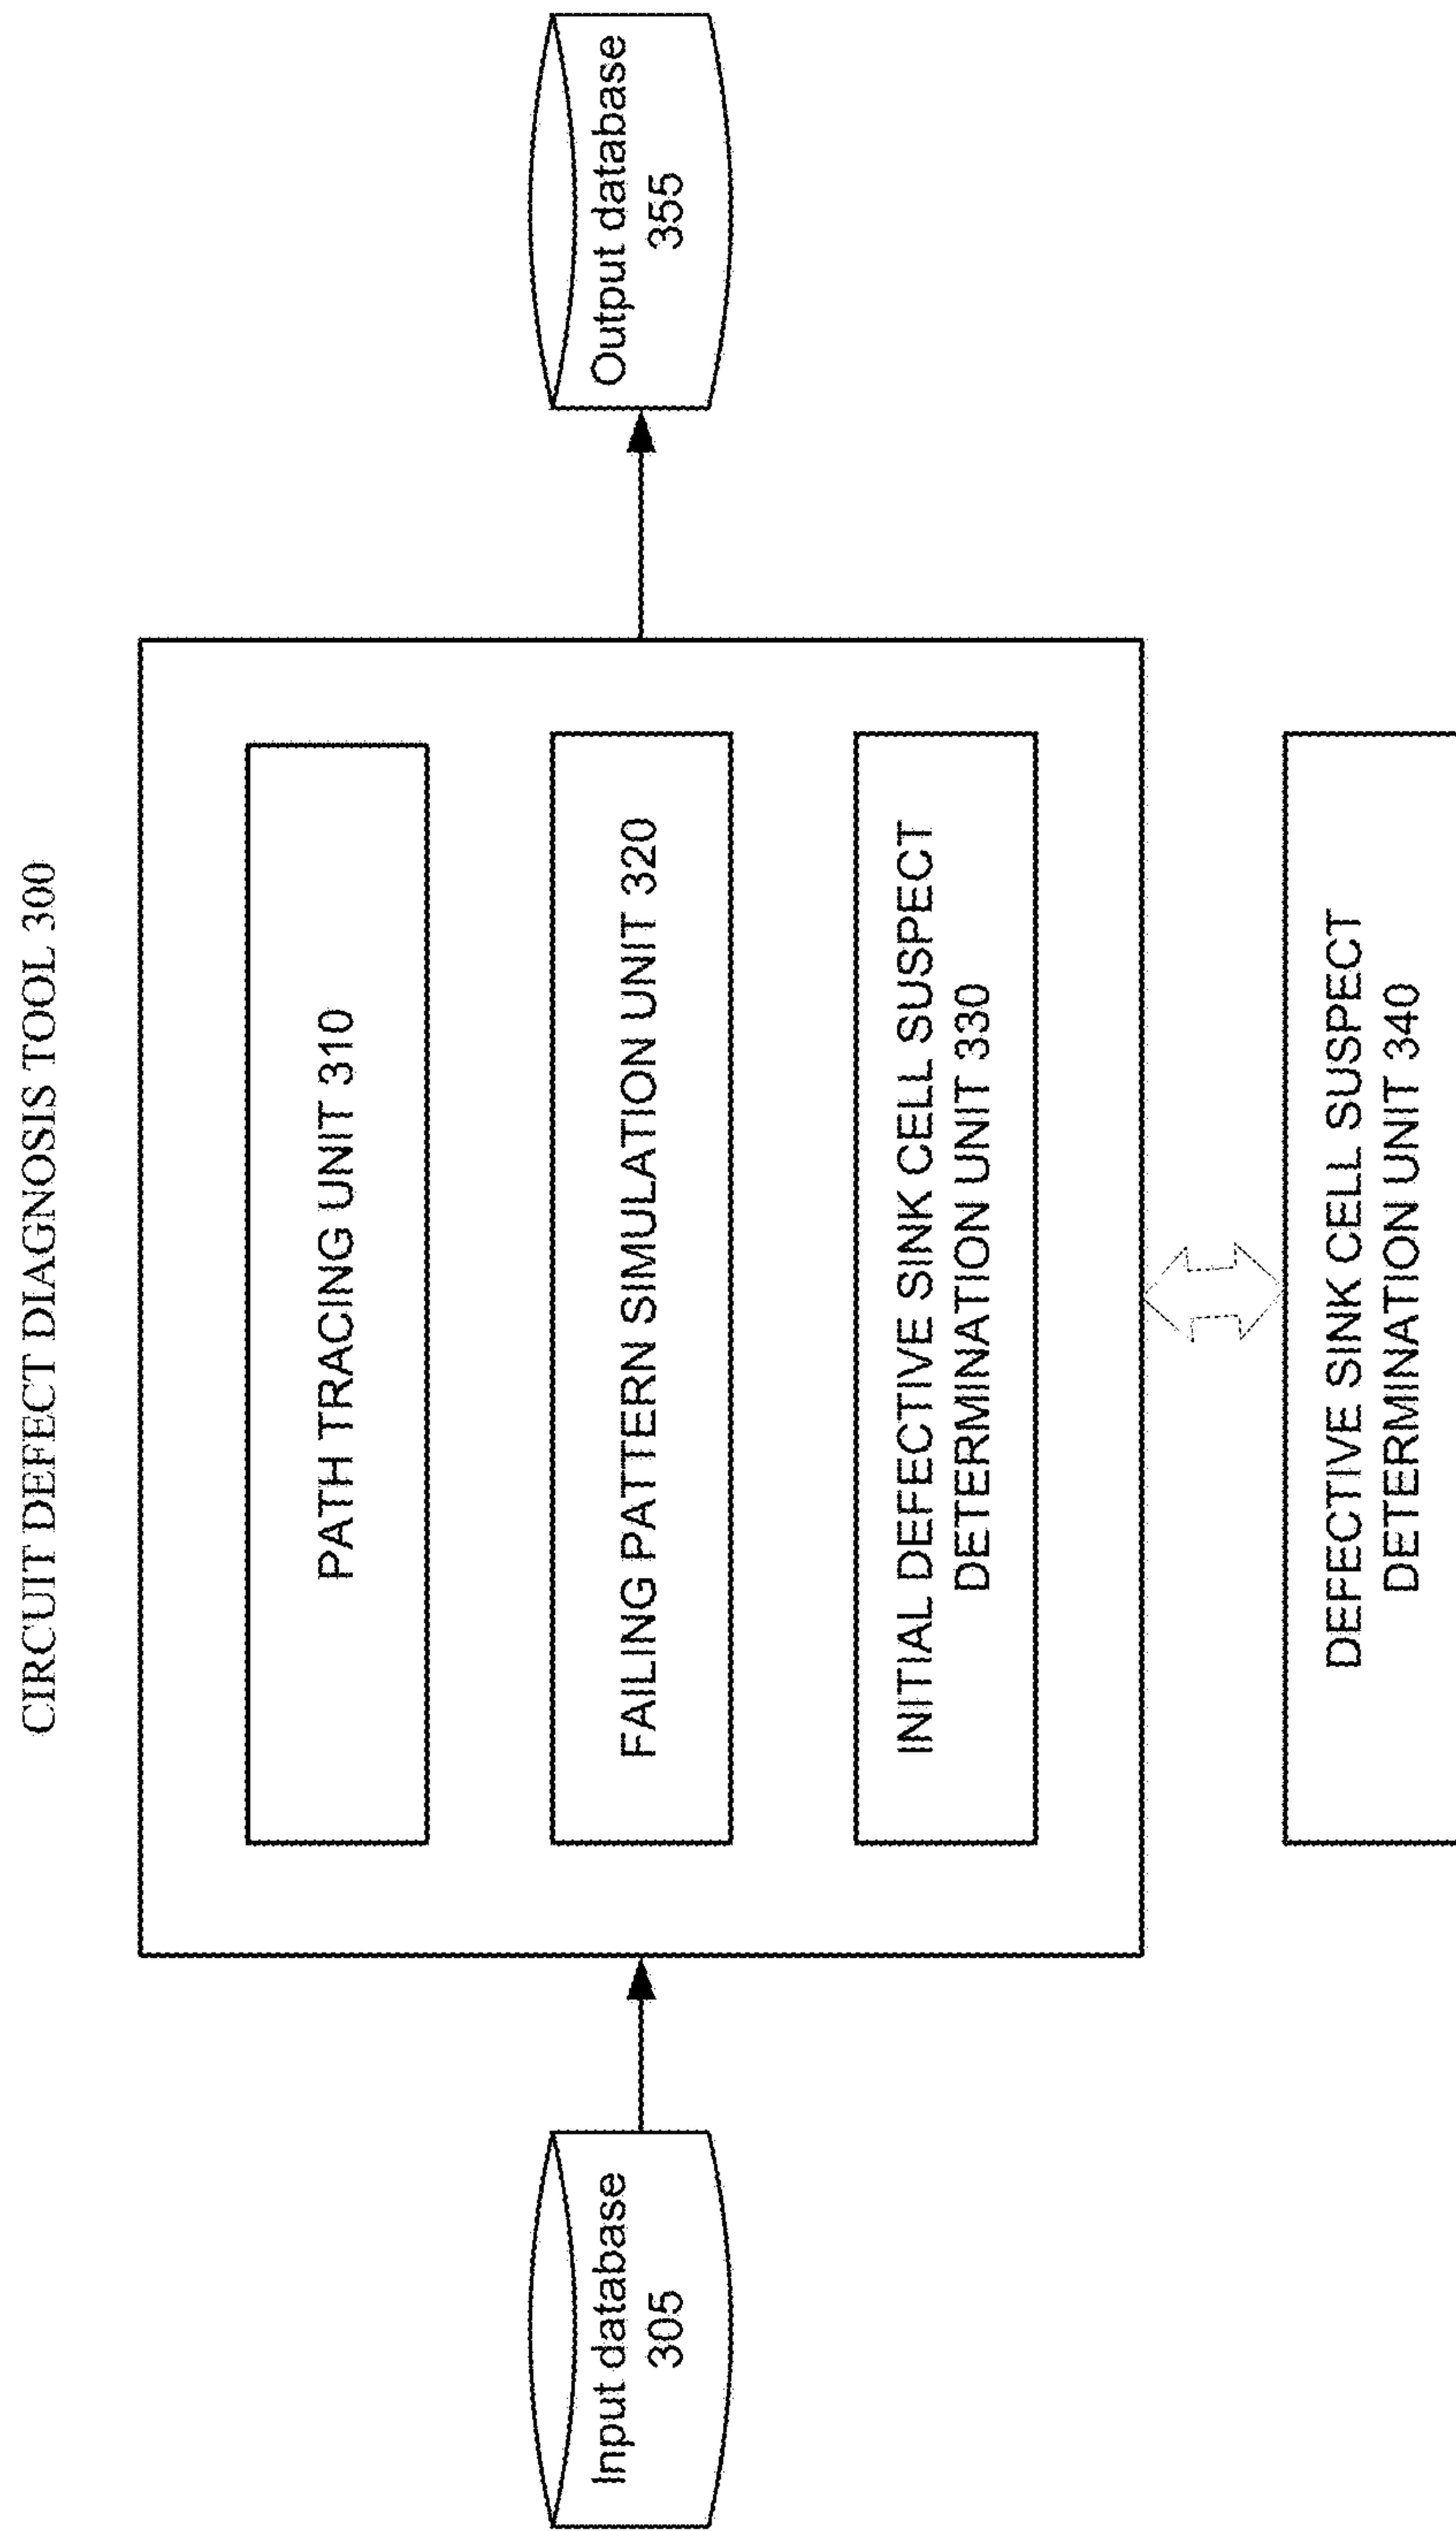 CIRCUIT DEFECT DIAGNOSIS TOOL 300
Input database
305
PATH TRACING UNIT 310
FAILING PATTERN SIMULATION UNIT 320
INITIAL DEFECTIVE SINK CELL SUSPECT
DETERMINATION UNIT 330
Output database
355
DEFECTIVE SINK CELL SUSPECT
DETERMINATION UNIT 340